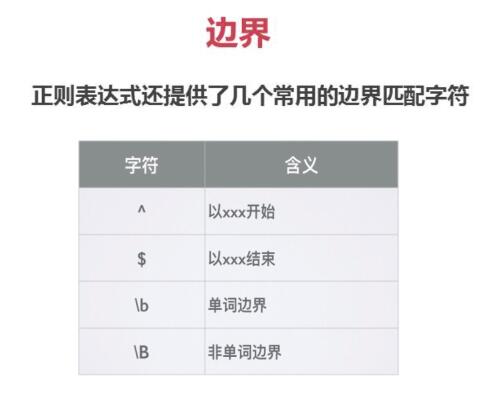 边界
正则表达式还提供了几个常用的边界匹配字符
字符 含义
^ 以xxx开始
$ 以xxx结束
\b 单词边界
\B 非单词边界